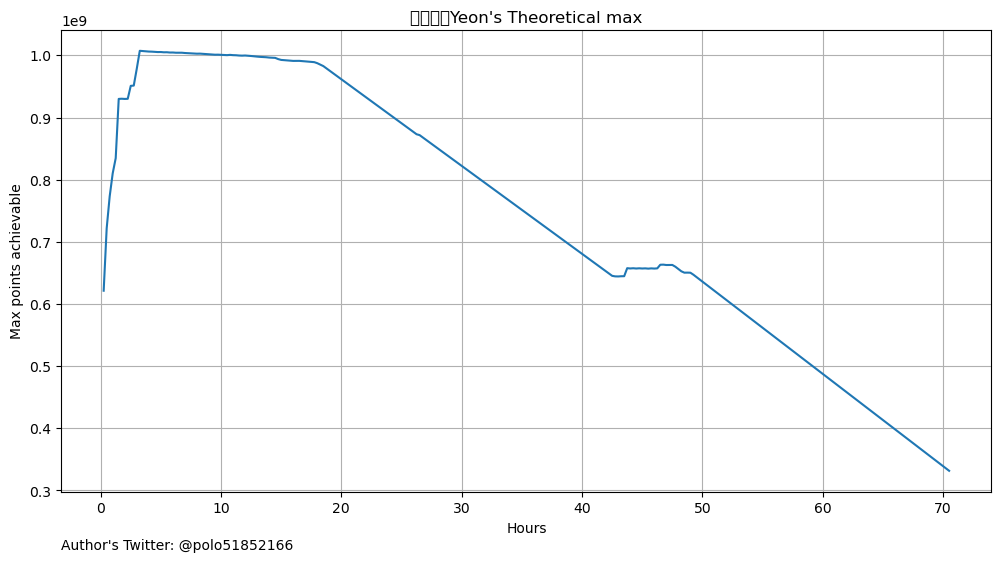 Yeon's Theoretical max
1e9
1.0
0.9
0.8
0.7
0.6
0.5
0.4
0.3
Max points achievable
0 10 20 30 40 50 60 70
Hours
Author's Twitter: @polo51852166